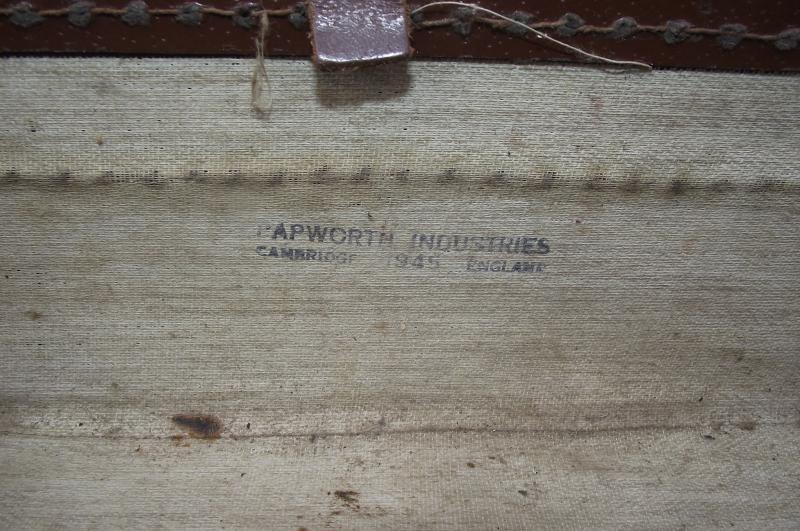 PAPWORTH INDUSTRIES
CAMBRIDGE 1945 ENGLAND